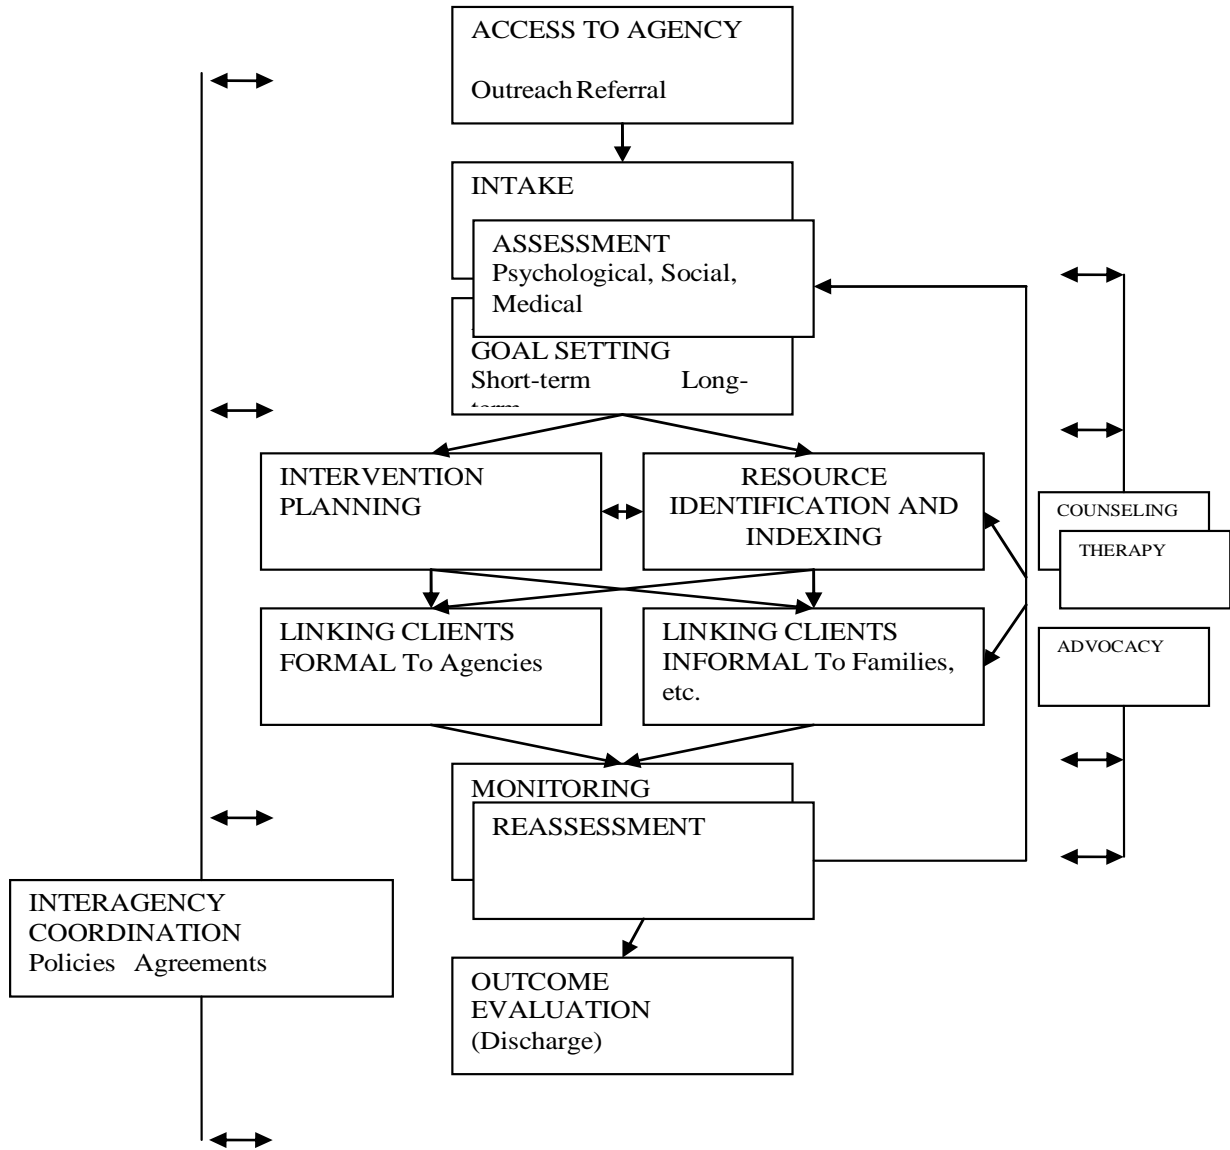 ACCESS TO AGENCY
Outreach Referral
INTAKE
ASSESSMENT
Psychological, Social,
Medical
GOAL SETTING
Short-term Long-
INTERVENTION
PLANNING
RESOURCE
IDENTIFICATION AND
INDEXING
COUNSELING
THERAPY
LINKING CLIENTS
FORMAL To Agencies
LINKING CLIENTS
INFORMAL To Families,
etc.
ADVOCACY
MONITORING
REASSESSMENT
INTERAGENCY
COORDINATION
Policies Agreements
OUTCOME
EVALUATION
(Discharge)